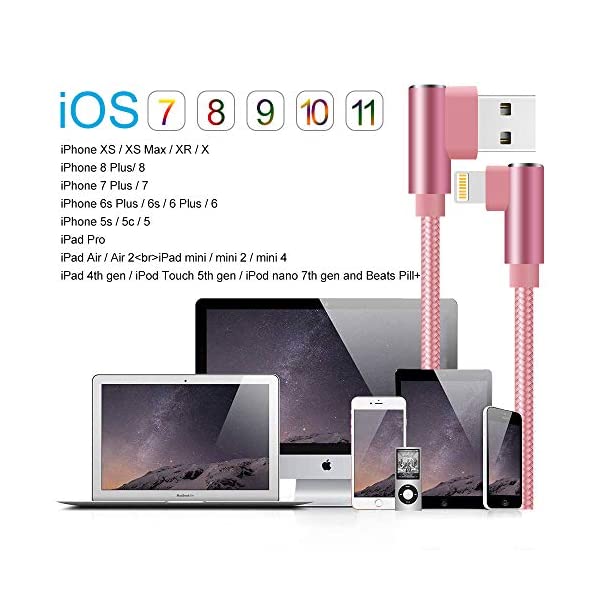 iOS 7 8 9 10 11
iPhone XS / XS Max / XR / X
iPhone 8 Plus/ 8
iPhone 7 Plus / 7
iPhone 6s Plus / 6s / 6 Plus / 6
iPhone 5s / 5c / 5
iPad Pro
iPad Air / Air 2<br>iPad mini / mini 2 / mini 4
iPad 4th gen / iPod Touch 5th gen / iPod nano 7th gen and Beats Pill+
MacBook Air